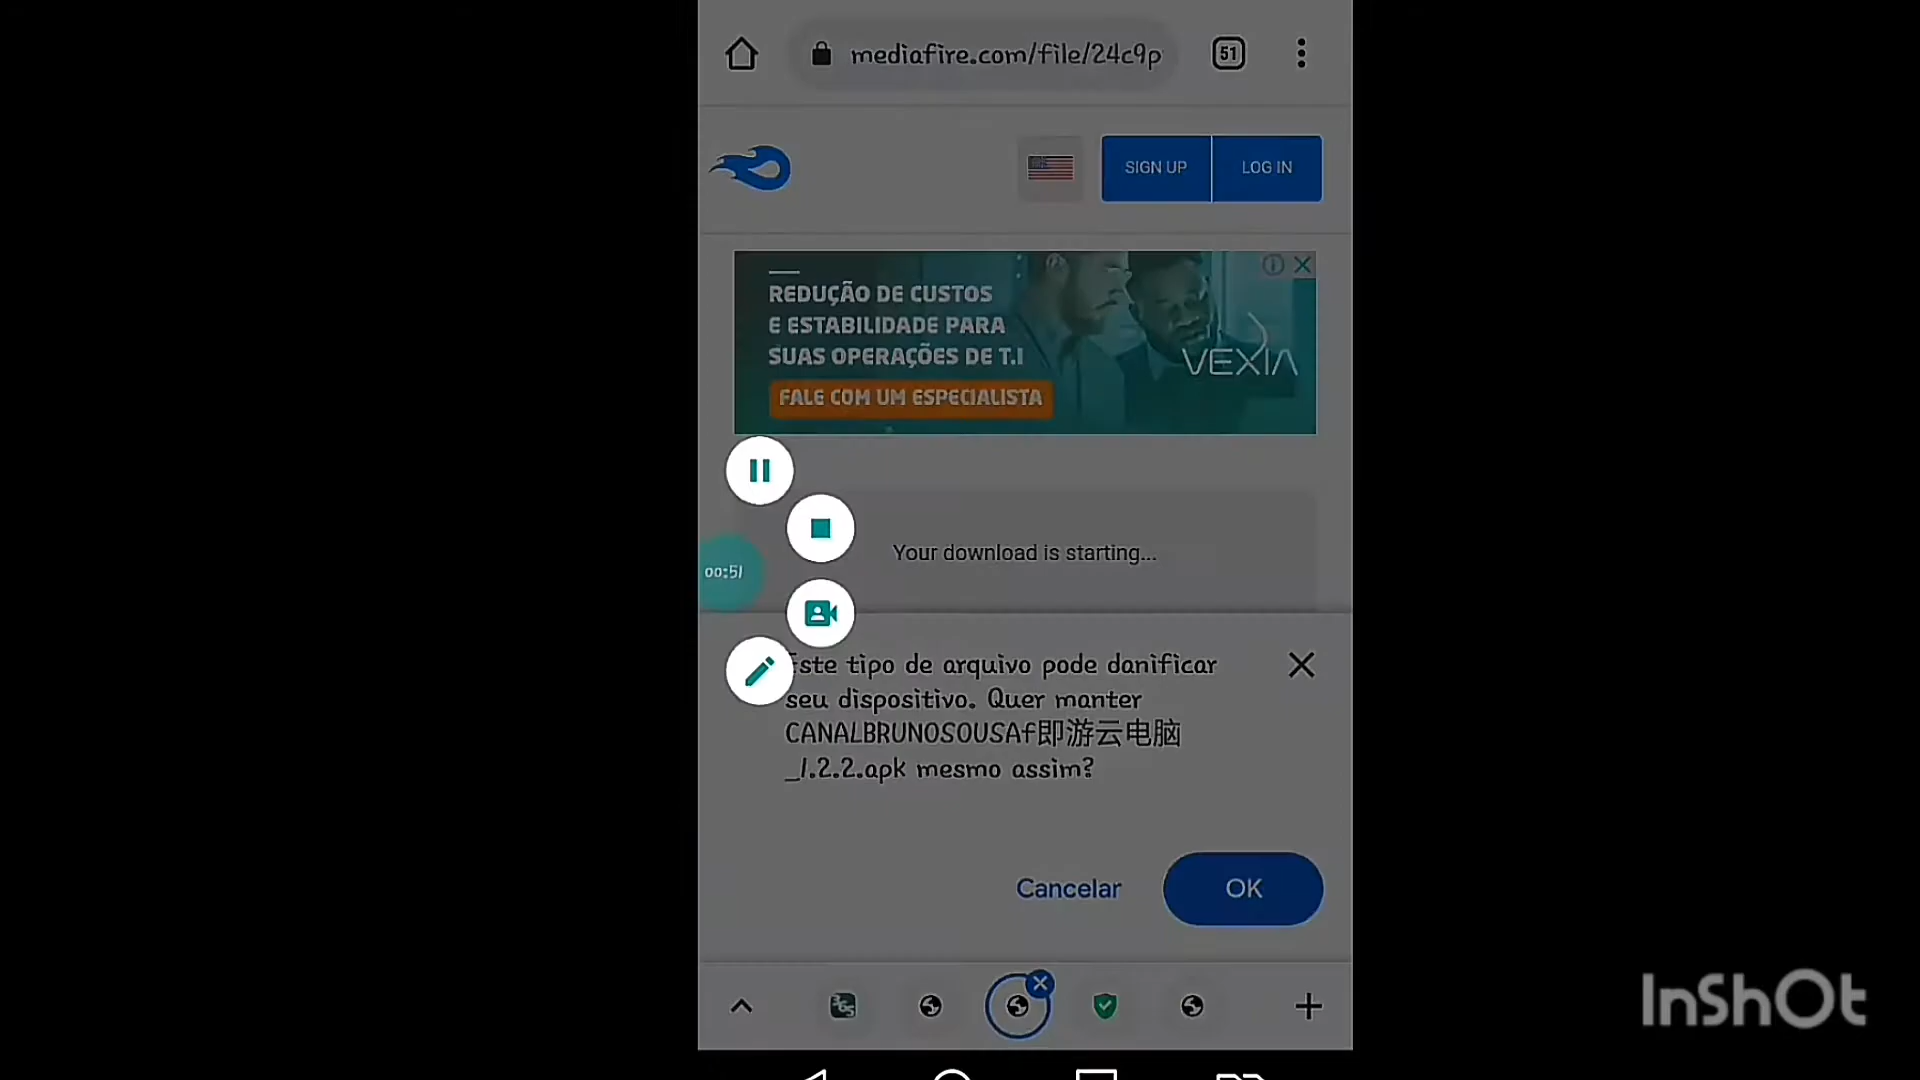 mediafire.com/file/24c9p
51
SIGN UP
LOG IN
REDUÇÃO DE CUSTOS
E ESTABILIDADE PARA
SUAS OPERAÇÕES DE T.I
FALE COM UM ESPECIALISTA
VEXIA
Your download is starting...
00:51
Este tipo de arquivo pode danificar
seu dispositivo. Quer manter
CANALBRUNOSOUSAf即游云电脑
_1.2.2.apk mesmo assim?
Cancelar
OK
365
InShOt